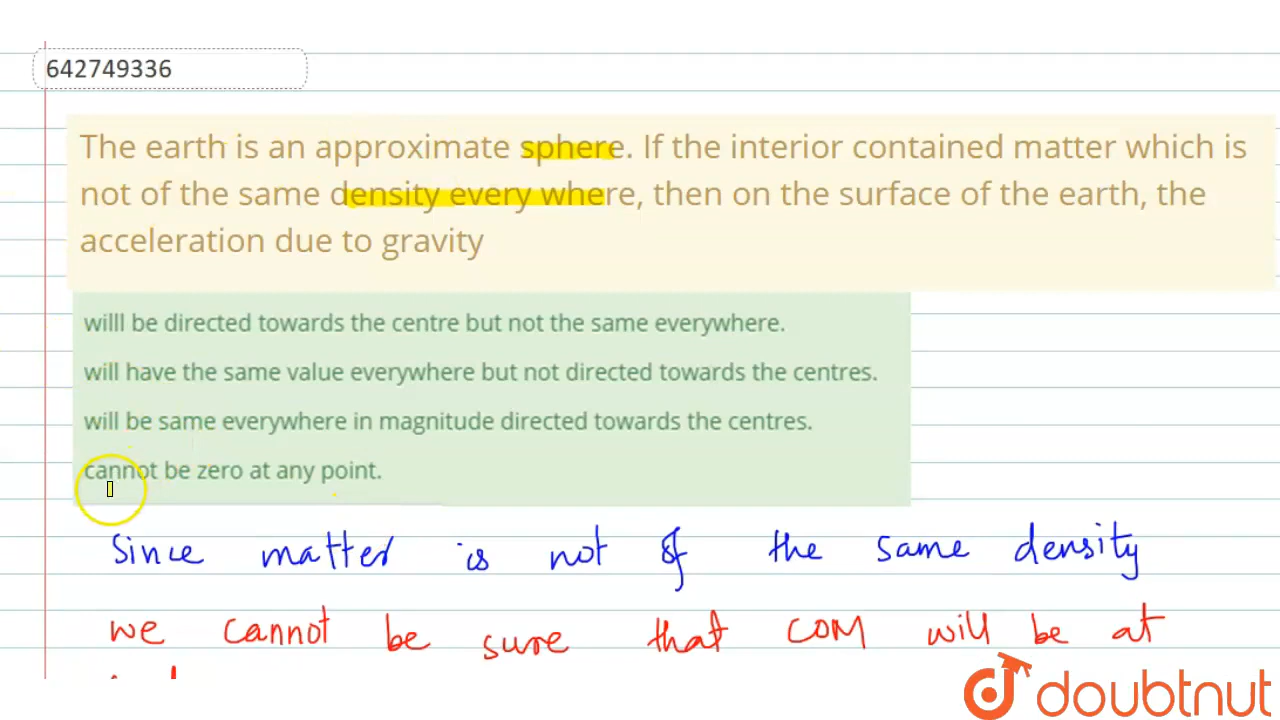 642749336
The earth is an approximate sphere. If the interior contained matter which is
not of the same density every where, then on the surface of the earth, the
acceleration due to gravity
willl be directed towards the centre but not the same everywhere.
will have the same value everywhere but not directed towards the centres.
will be same everywhere in magnitude directed towards the centres.
cannot be zero at any point.
Since matter is not of the same density
we cannot be sure that COM will be at
doubtnut